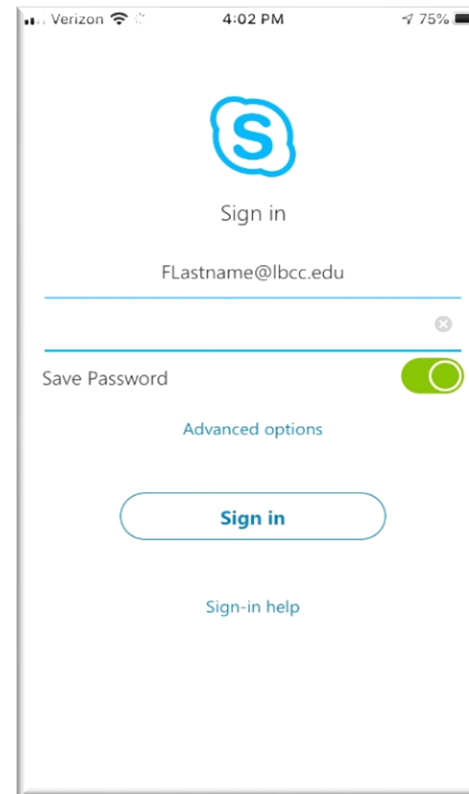 Verizon 4:02 PM 75%
S
Sign in
FLastname@lbcc.edu
Save Password
Advanced options
Sign in
Sign-in help